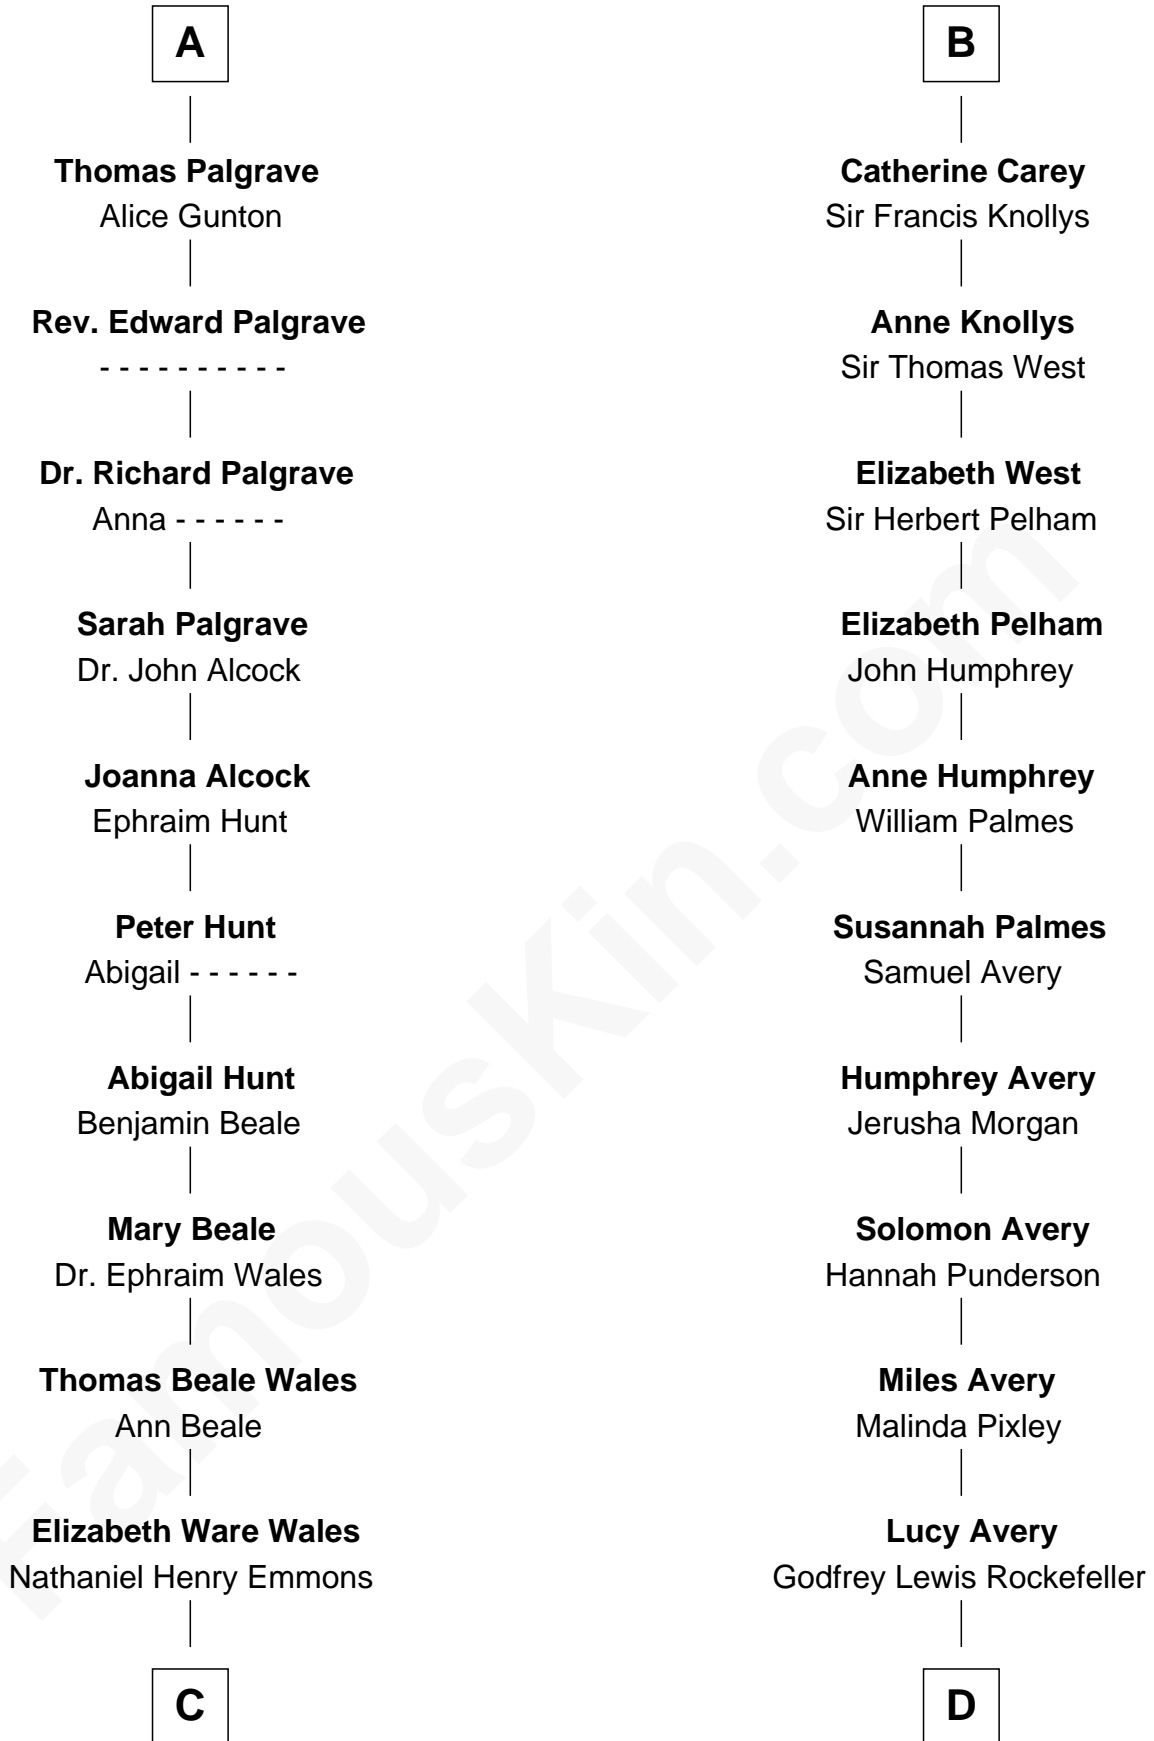 A
Thomas Palgrave
Alice Gunton
Rev. Edward Palgrave
- - - - - - - - - -
Dr. Richard Palgrave
Anna - - - - - -
Sarah Palgrave
Dr. John Alcock
Joanna Alcock
Ephraim Hunt
Peter Hunt
Abigail - - - - - -
Abigail Hunt
Benjamin Beale
Mary Beale
Dr. Ephraim Wales
Thomas Beale Wales
Ann Beale
Elizabeth Ware Wales
Nathaniel Henry Emmons
C
B
Catherine Carey
Sir Francis Knollys
Anne Knollys
Sir Thomas West
Elizabeth West
Sir Herbert Pelham
Elizabeth Pelham
John Humphrey
Anne Humphrey
William Palmes
Susannah Palmes
Samuel Avery
Humphrey Avery
Jerusha Morgan
Solomon Avery
Hannah Punderson
Miles Avery
Malinda Pixley
Lucy Avery
Godfrey Lewis Rockefeller
D
FamousKin.com